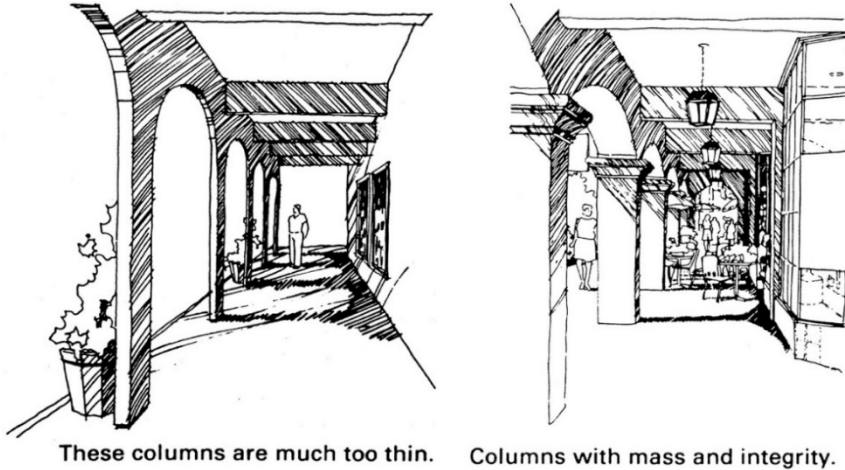 These columns are much too thin.
Columns with mass and integrity.